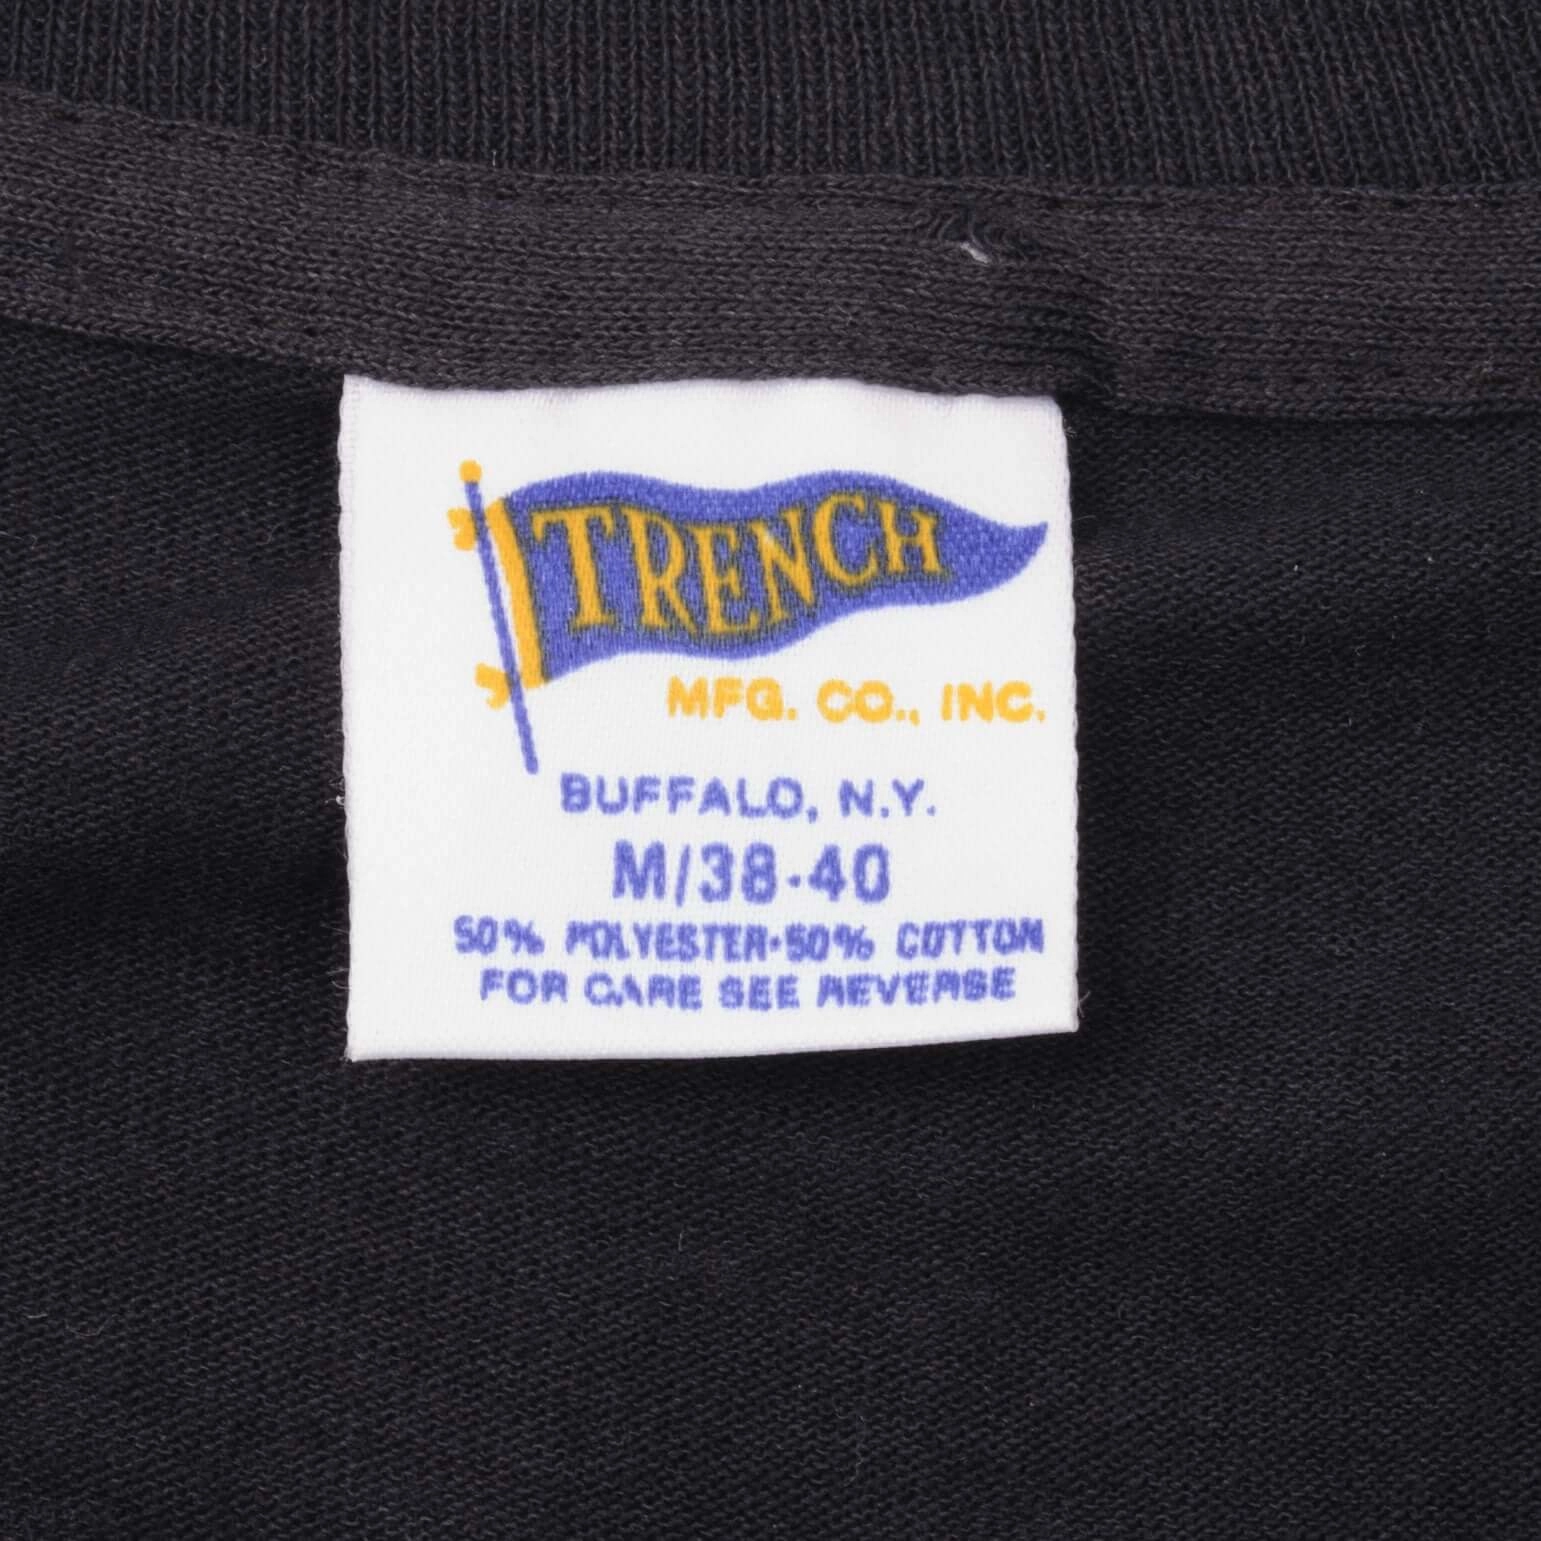 TRENCH
MFG. CO., INC.
BUFFALO, N.Y.
M/38-40
50% POLYESTER•50% COTTON
FOR CARE SEE REVERSE